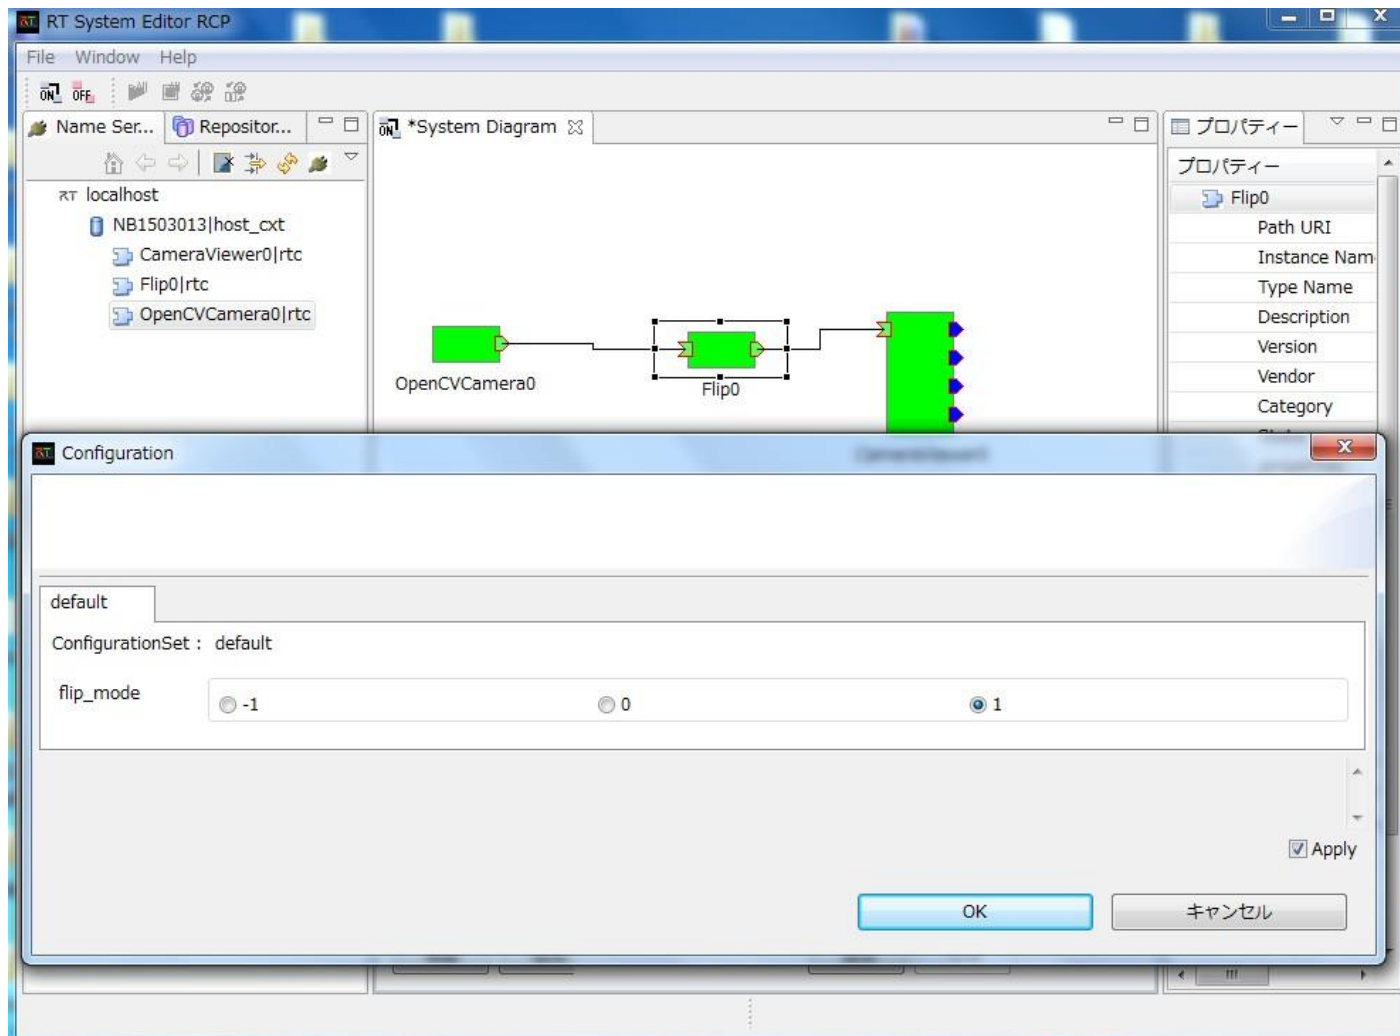 RT System Editor RCP
File Window Help
ON OFF
Name Ser... Repositor...
*System Diagram
プロパティー
RT localhost
NB1503013|host_cxt
CameraViewer0|rtc
Flip0|rtc
OpenCVCamera0|rtc
OpenCVCamera0
Flip0
プロパティー
Flip0
Path URI
Instance Nam
Type Name
Description
Version
Vendor
Category
RT Configuration
default
ConfigurationSet : default
flip_mode
-1
0
1
Apply
OK
キャンセル